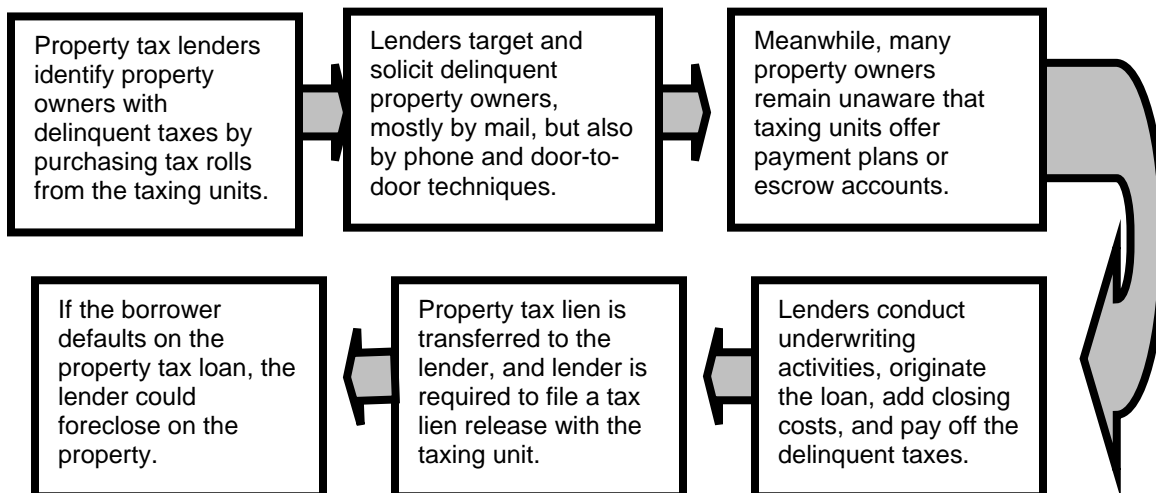 Property tax lenders
identify property
owners with
delinquent taxes by
purchasing tax rolls
from the taxing units.
Lenders target and
solicit delinquent
property owners,
mostly by mail, but also
by phone and door-to-
door techniques.
Meanwhile, many
property owners
remain unaware that
taxing units offer
payment plans or
escrow accounts.
Lenders conduct
underwriting
activities, originate
the loan, add closing
costs, and pay off the
delinquent taxes.
Property tax lien is
transferred to the
lender, and lender is
required to file a tax
lien release with the
taxing unit.
If the borrower
defaults on the
property tax loan, the
lender could
foreclose on the
property.